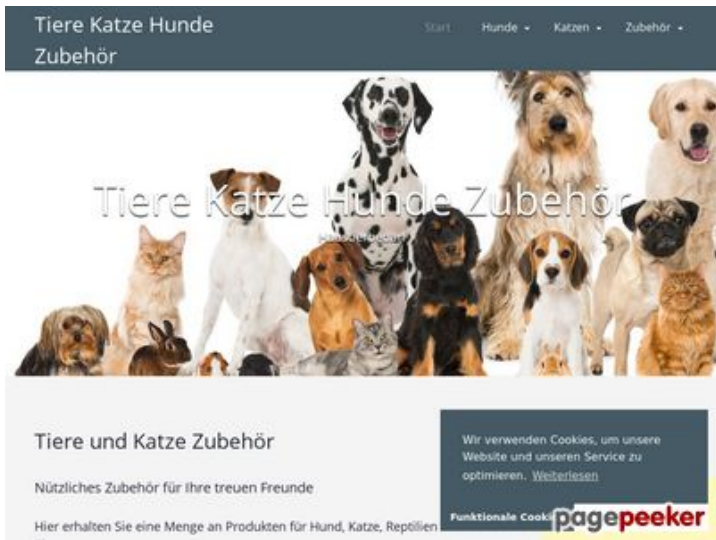 Tiere Katze Hunde
Zubehör
Start Hunde Katzen Zubehör
Tiere Katze Hunde Zubehör
Tiere und Katze Zubehör
Nützliches Zubehör für Ihre treuen Freunde
Hier erhalten Sie eine Menge an Produkten für Hund, Katze, Reptilien
Wir verwenden Cookies, um unsere
Website und unseren Service zu
optimieren. Weiterlesen
Funktionale
pagepeeker